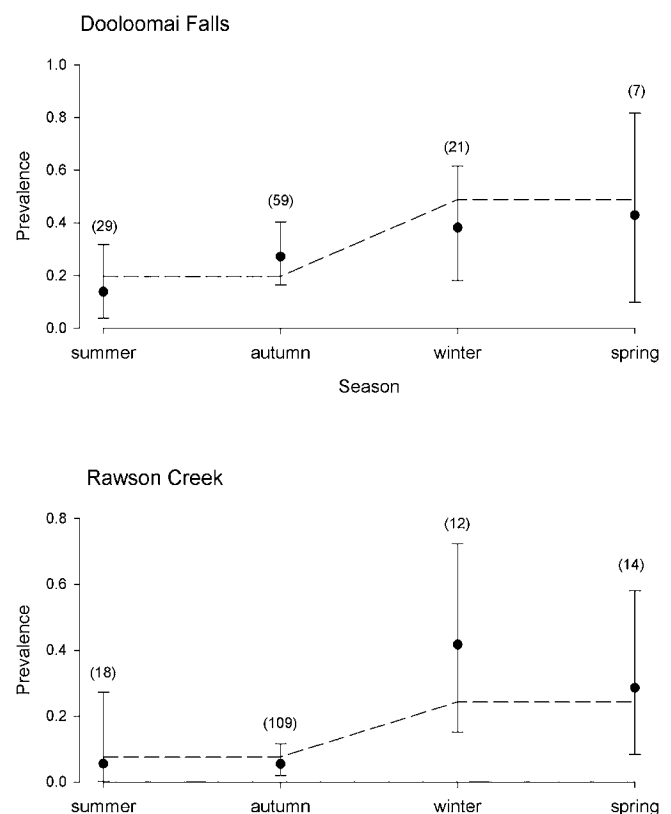 Dooloomai Falls
1.0
(7)
0.8
(21)
0.6
(59)
(29)
0.4
0.2
0.0
Prevalence
summer autumn winter spring
Season
Rawson Creek
0.8
(12)
(14)
0.6
(18)
0.4
(109)
0.2
0.0
Prevalence
summer autumn winter spring